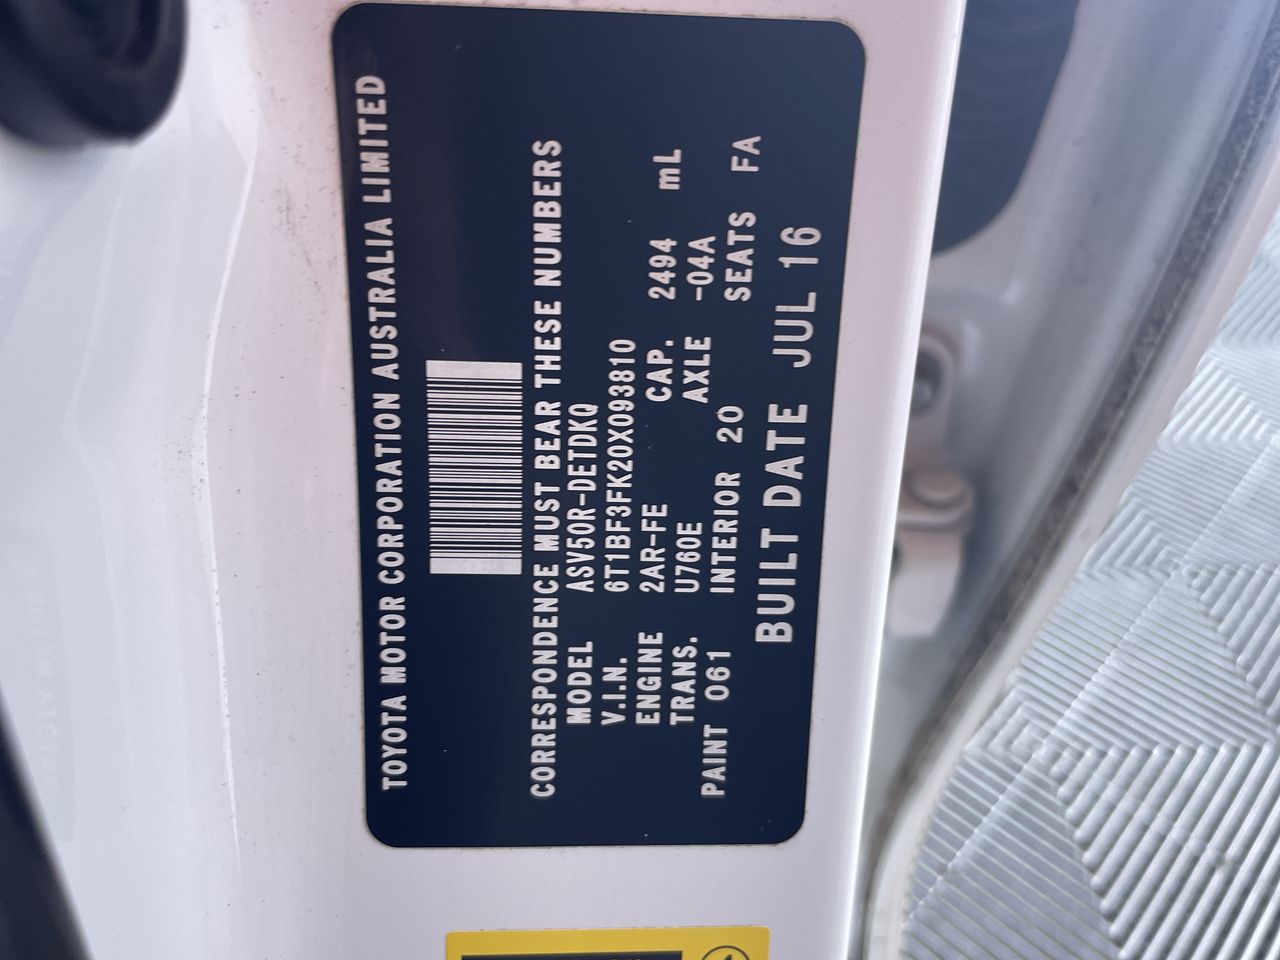 TOYOTA MOTOR CORPORATION AUSTRALIA LIMITED
CORRESPONDENCE MUST BEAR THESE NUMBERS
MODEL ASV50R-DETDKQ
V.I.N. 6T1BF3FK20X093810
ENGINE 2AR-FE CAP. 2494 mL
TRANS. U760E AXLE -04A
PAINT 061 INTERIOR 20 SEATS FA
BUILT DATE JUL 16